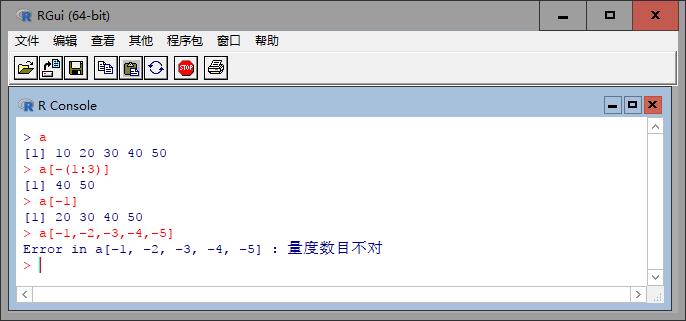 RGui (64-bit)
文件 编辑 查看 其他 程序包 窗口 帮助
STOP
R Console
> a
[1] 10 20 30 40 50
> a[-(1:3)]
[1] 40 50
> a[-1]
[1] 20 30 40 50
> a[-1,-2,-3,-4,-5]
Error in a[-1, -2, -3, -4, -5] : 量度数目不对
>